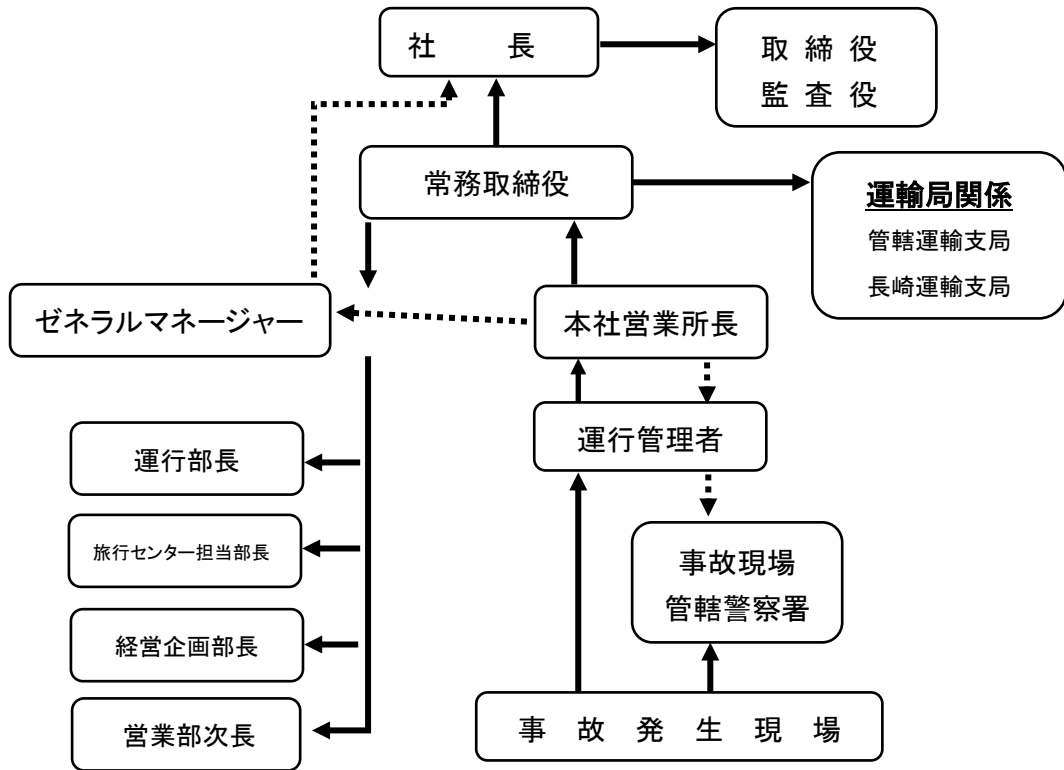 社 長
取 締 役
監 査 役
常務取締役
運輸局関係
管轄運輸支局
長崎運輸支局
ゼネラルマネージャー
本社営業所長
運行管理者
運行部長
旅行センター担当部長
経営企画部長
営業部次長
事故現場
管轄警察署
事 故 発 生 現 場